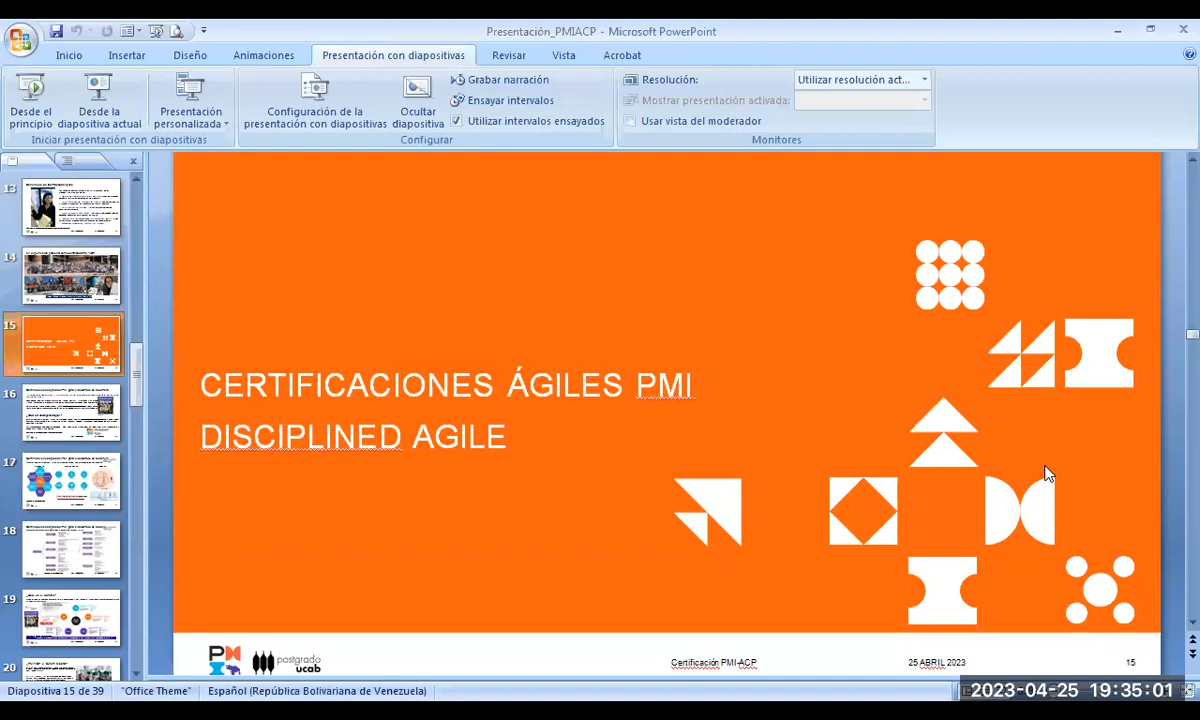 Presentación_PMIACP - Microsoft PowerPoint
Inicio Insertar Diseño Animaciones Presentación con diapositivas Revisar Vista Acrobat
Desde el principio
Desde la diapositiva actual
Presentación personalizada
Iniciar presentación con diapositivas
Configuración de la presentación con diapositivas
Ocultar diapositiva
Grabar narración
Ensayar intervalos
Utilizar intervalos ensayados
Configurar
Resolución: Utilizar resolución act...
Mostrar presentación activada:
Usar vista del moderador
Monitores
13
14
15
16
17
18
19
20
CERTIFICACIONES ÁGILES PMI
DISCIPLINED AGILE
PM
postgrado
ucab
Certificación PMI-ACP
25 ABRIL 2023
15
Diapositiva 15 de 39 "Office Theme" Español (República Bolivariana de Venezuela)
2023-04-25 19:35:01